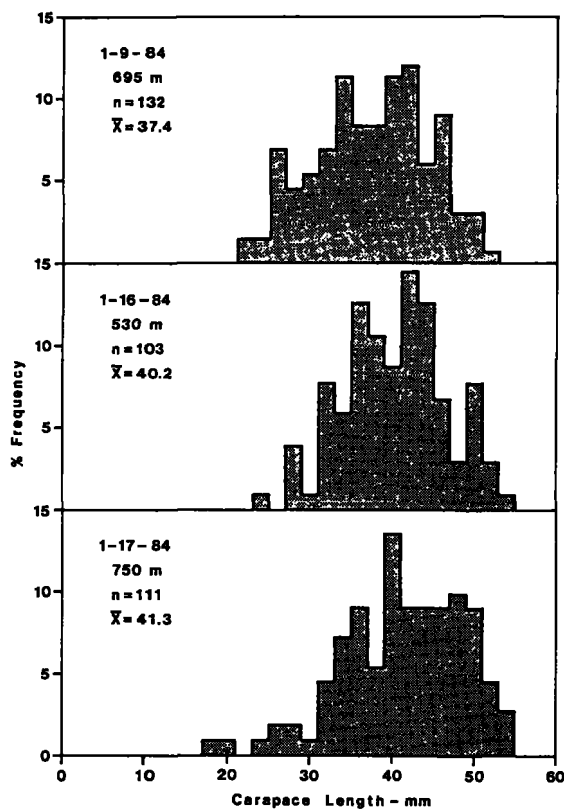 15
1-9-84
695 m
n=132
X̅=37.4
10
5
15
1-16-84
530 m
n=103
X̅=40.2
10
5
% Frequency
15
1-17-84
750 m
n=111
X̅=41.3
10
5
0
0 10 20 30 40 50 60
Carapace Length - mm